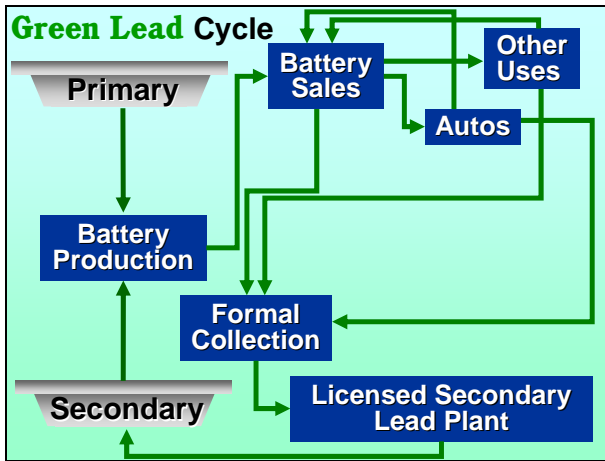 Green Lead Cycle
Primary
Battery
Sales
Other
Uses
Autos
Battery
Production
Formal
Collection
Secondary
Licensed Secondary
Lead Plant